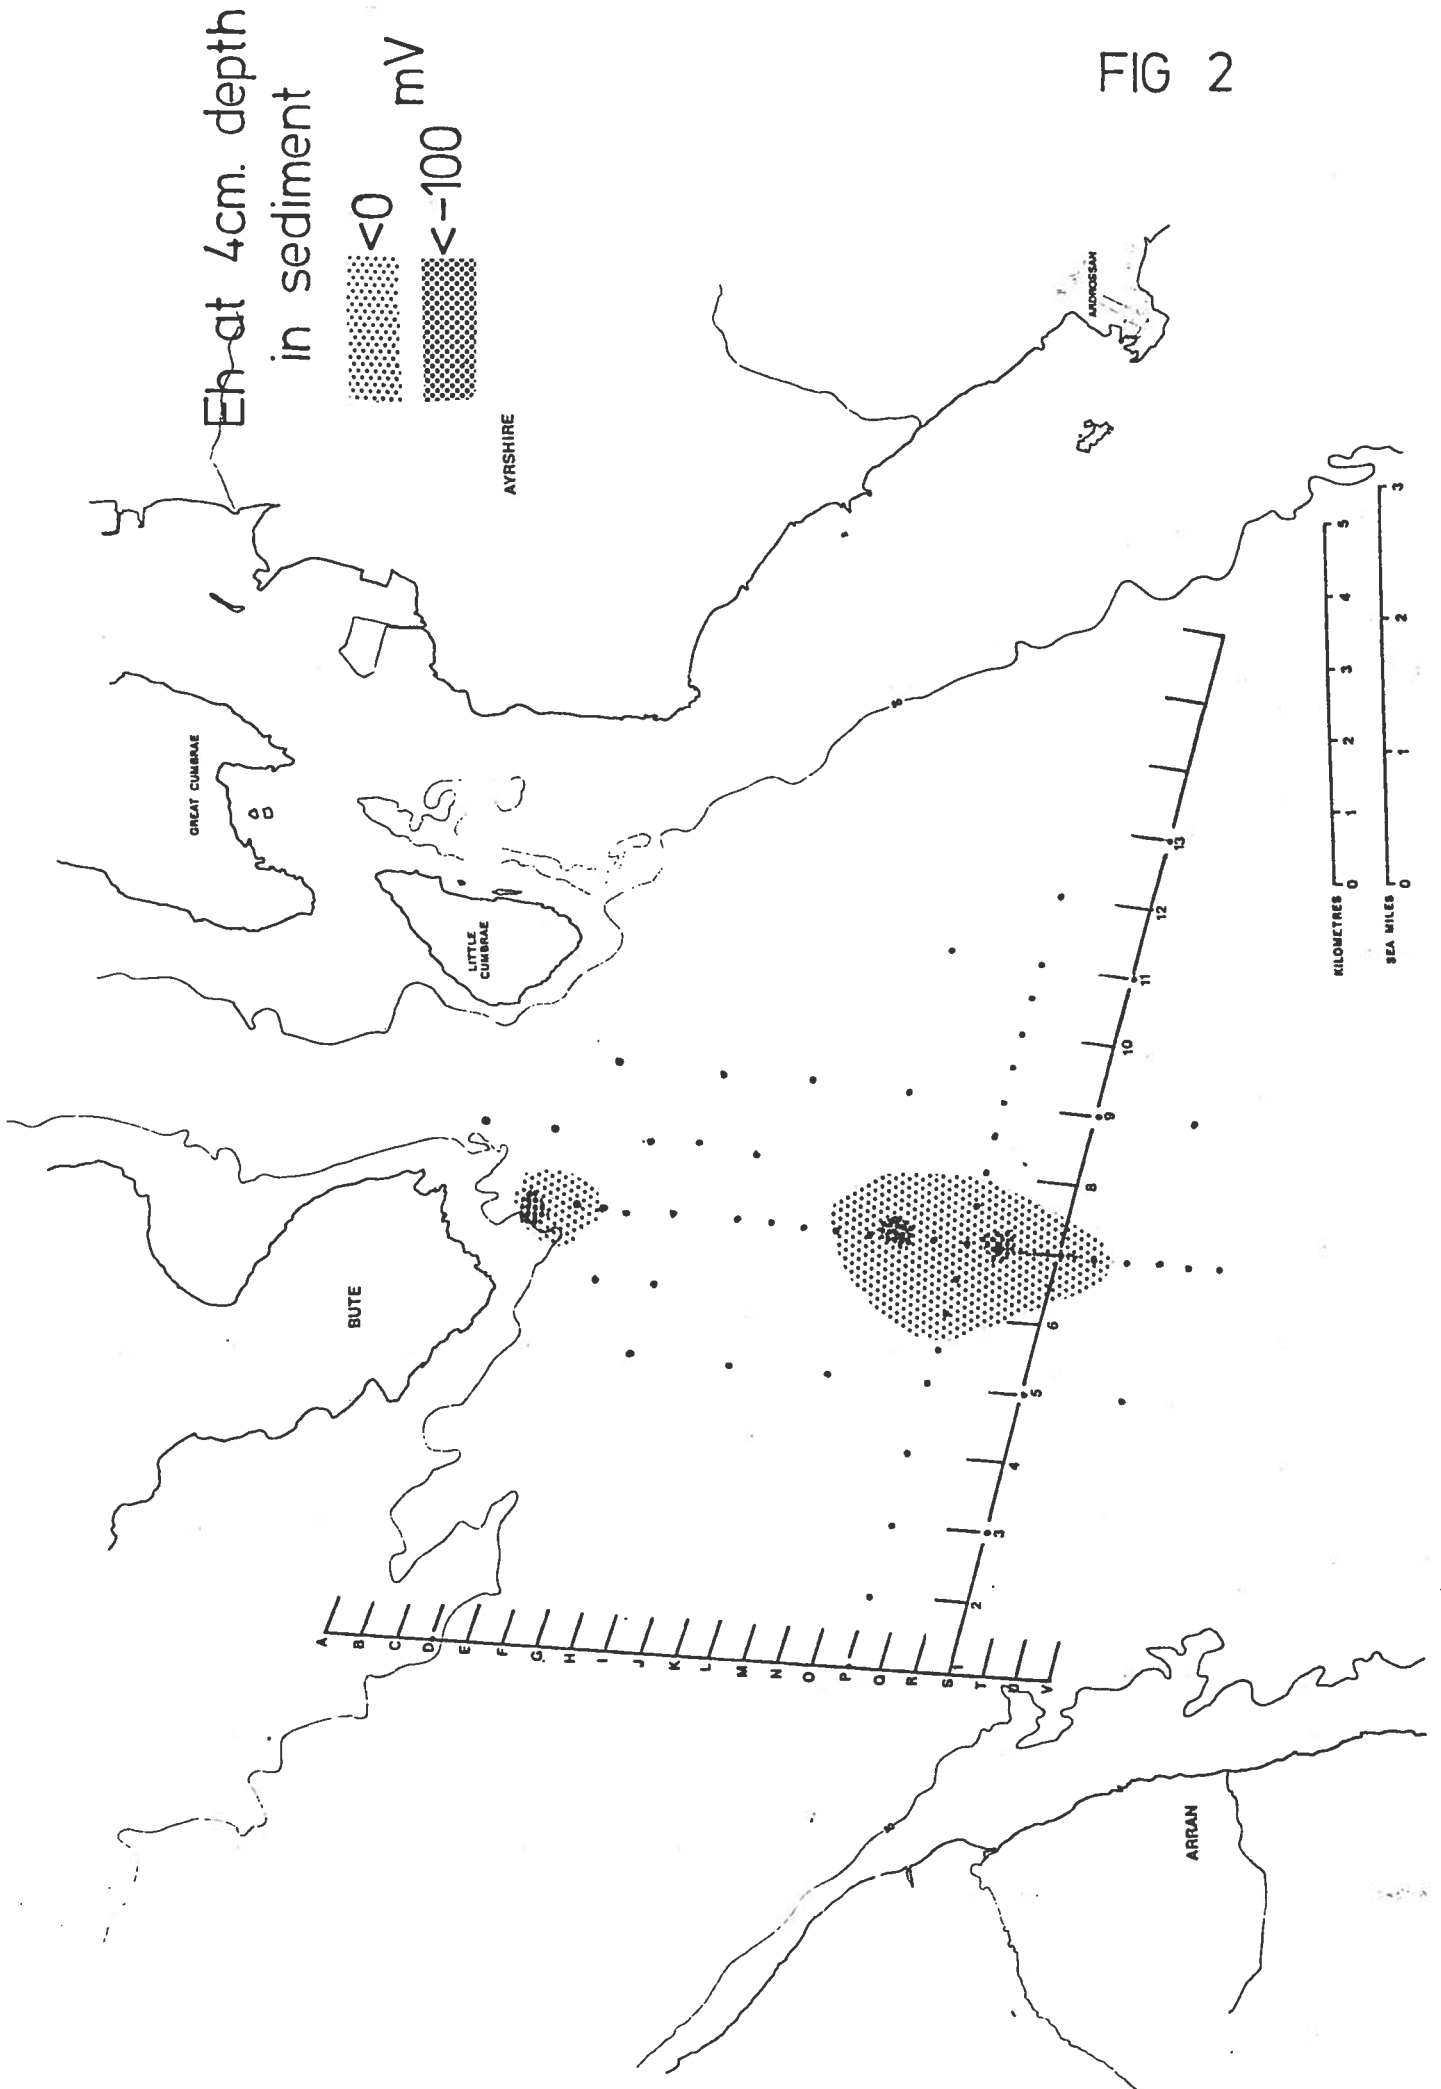 FIG 2
Eh at 4cm. depth
in sediment
<0
<-100 mV
AYRSHIRE
ARDROSSAN
GREAT CUMBRAE
LITTLE
CUMBRAE
BUTE
ARRAN
A
B
C
D
E
F
G
H
I
J
K
L
M
N
O
P
Q
R
S
T
U
V
1
2
3
4
5
6
7
8
9
10
11
12
13
KILOMETRES 0 1 2 3 4 5
SEA MILES 0 1 2 3